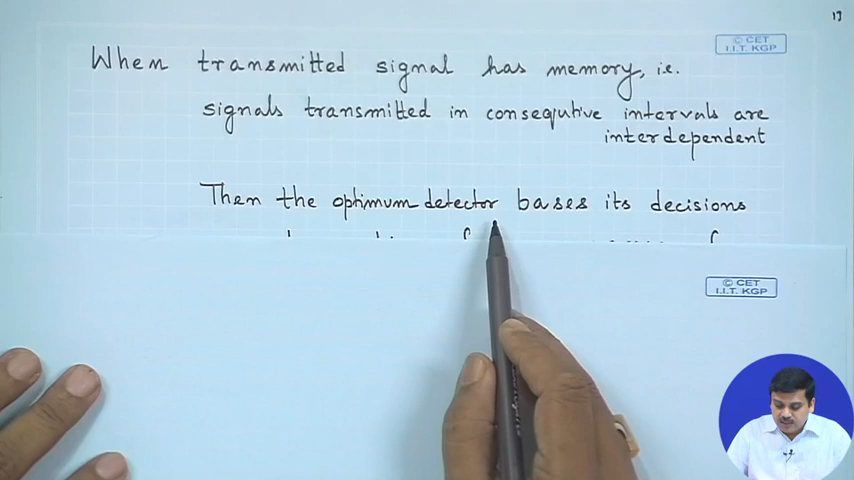 19
© CET
I.I.T. KGP
When transmitted signal has memory, i.e.
signals transmitted in consequtive intervals are
interdependent
Then the optimum detector bases its decisions
© CET
I.I.T. KGP